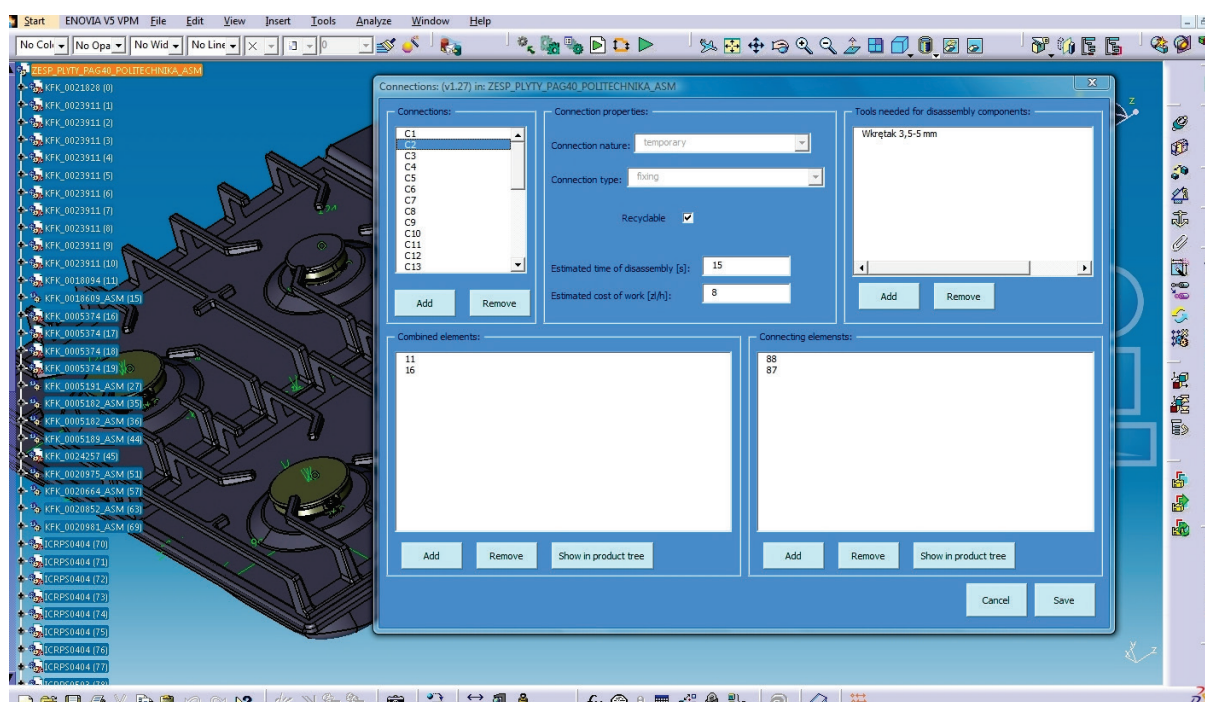 Start ENOVIA V5 VPM File Edit View Insert Tools Analyze Window Help
No Col No Opa No Wid No Line 0
ZESP_PLYTY_PAG40_POLITECHNIKA_ASM
KFK_0021828 (0)
KFK_0023911 (1)
KFK_0023911 (2)
KFK_0023911 (3)
KFK_0023911 (4)
KFK_0023911 (5)
KFK_0023911 (6)
KFK_0023911 (7)
KFK_0023911 (8)
KFK_0023911 (9)
KFK_0023911 (10)
KFK_0018094 (11)
KFK_0018609_ASM (15)
KFK_0005374 (16)
KFK_0005374 (17)
KFK_0005374 (18)
KFK_0005374 (19)
KFK_0005191_ASM (27)
KFK_0005182_ASM (35)
KFK_0005182_ASM (36)
KFK_0005189_ASM (44)
KFK_0024257 (45)
KFK_0020975_ASM (51)
KFK_0020664_ASM (57)
KFK_0020852_ASM (63)
KFK_0020981_ASM (69)
ICRPS0404 (70)
ICRPS0404 (71)
ICRPS0404 (72)
ICRPS0404 (73)
ICRPS0404 (74)
ICRPS0404 (75)
ICRPS0404 (76)
ICRPS0404 (77)
Connections: (v1.27) in: ZESP_PLYTY_PAG40_POLITECHNIKA_ASM
Connections:
C1
C2
C3
C4
C5
C6
C7
C8
C9
C10
C11
C12
C13
Add Remove
Connection properties:
Connection nature: temporary
Connection type: fixing
Recyclable
Estimated time of disassembly [s]: 15
Estimated cost of work [zl/h]: 8
Tools needed for disassembly components:
Wkrętak 3,5-5 mm
Add Remove
Combined elements:
11
16
Add Remove Show in product tree
Connecting elemensts:
88
87
Add Remove Show in product tree
Cancel Save
z
x z